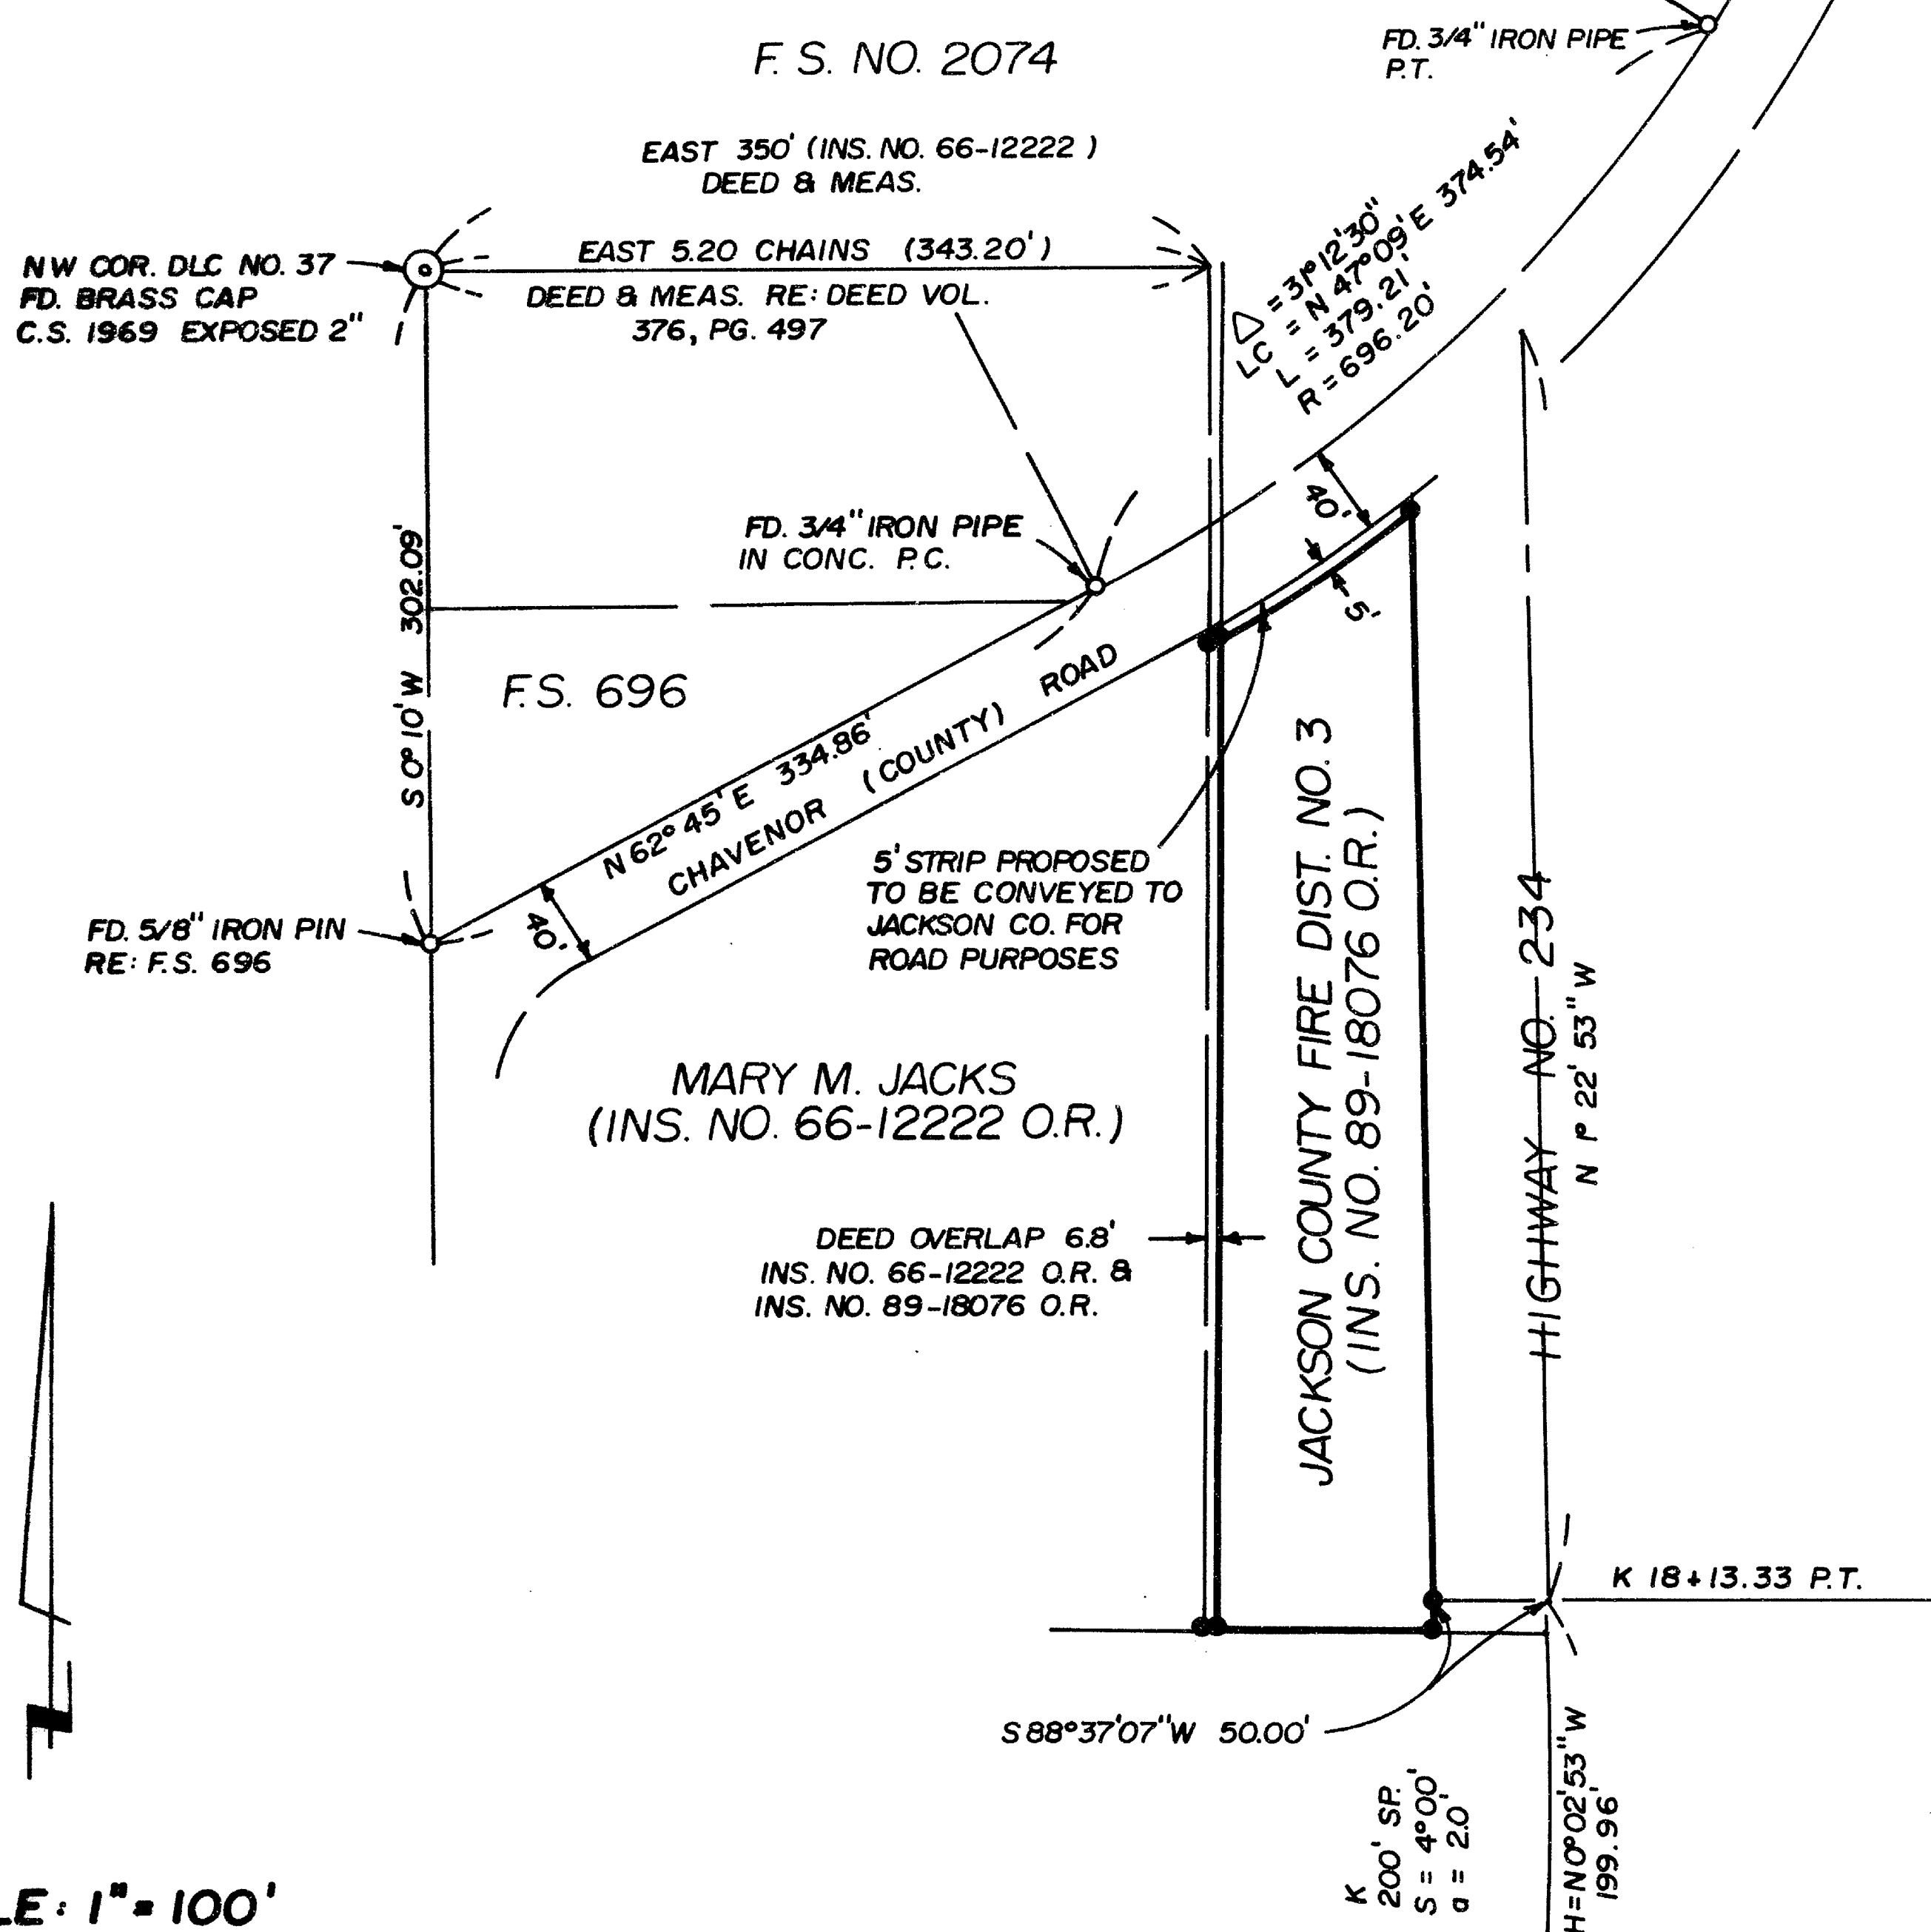 F. S. NO. 2074
FD. 3/4" IRON PIPE
P.T.
EAST 350' (INS. NO. 66-12222 )
DEED & MEAS.
NW COR. DLC NO. 37
FD. BRASS CAP
C.S. 1969 EXPOSED 2"
EAST 5.20 CHAINS (343.20')
DEED & MEAS. RE: DEED VOL.
376, PG. 497
△ = 31°12'30"
LC = N 47°09' E 374.54'
L = 379.21'
R = 696.20'
FD. 3/4" IRON PIPE
IN CONC. P.C.
40'
5'
S 0° 10' W 302.09'
F.S. 696
N 62° 45' E 334.86'
CHAVENOR (COUNTY) ROAD
40'
FD. 5/8" IRON PIN
RE: F.S. 696
5' STRIP PROPOSED
TO BE CONVEYED TO
JACKSON CO. FOR
ROAD PURPOSES
JACKSON COUNTY FIRE DIST. NO. 3
(INS. NO. 89-18076 O.R.)
HIGHWAY NO. 234
N 1° 22' 53" W
MARY M. JACKS
(INS. NO. 66-12222 O.R.)
DEED OVERLAP 6.8'
INS. NO. 66-12222 O.R. &
INS. NO. 89-18076 O.R.
K 18+13.33 P.T.
S 88°37'07"W 50.00'
K
200' SP.
S = 4°00'
a = 2.0'
H=N0°02'53"W
199.96'
LE: 1"= 100'